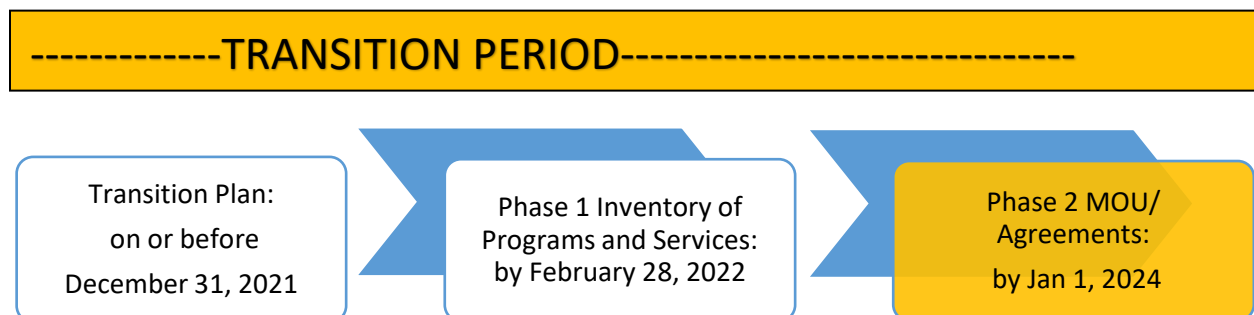 -------------TRANSITION PERIOD-------------------------------
Transition Plan:
on or before
December 31, 2021
Phase 1 Inventory of
Programs and Services:
by February 28, 2022
Phase 2 MOU/
Agreements:
by Jan 1, 2024